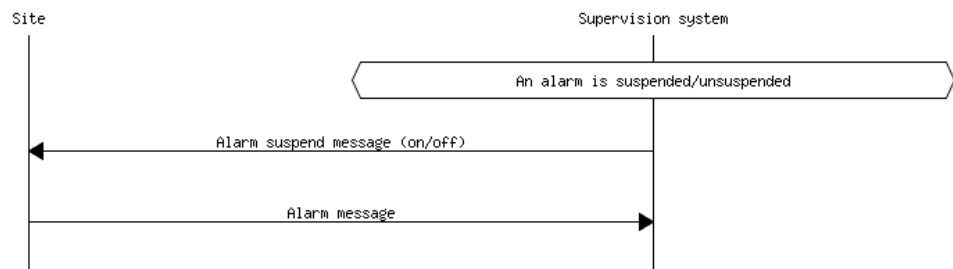 Site
Supervision system
An alarm is suspended/unsuspended
Alarm suspend message (on/off)
Alarm message